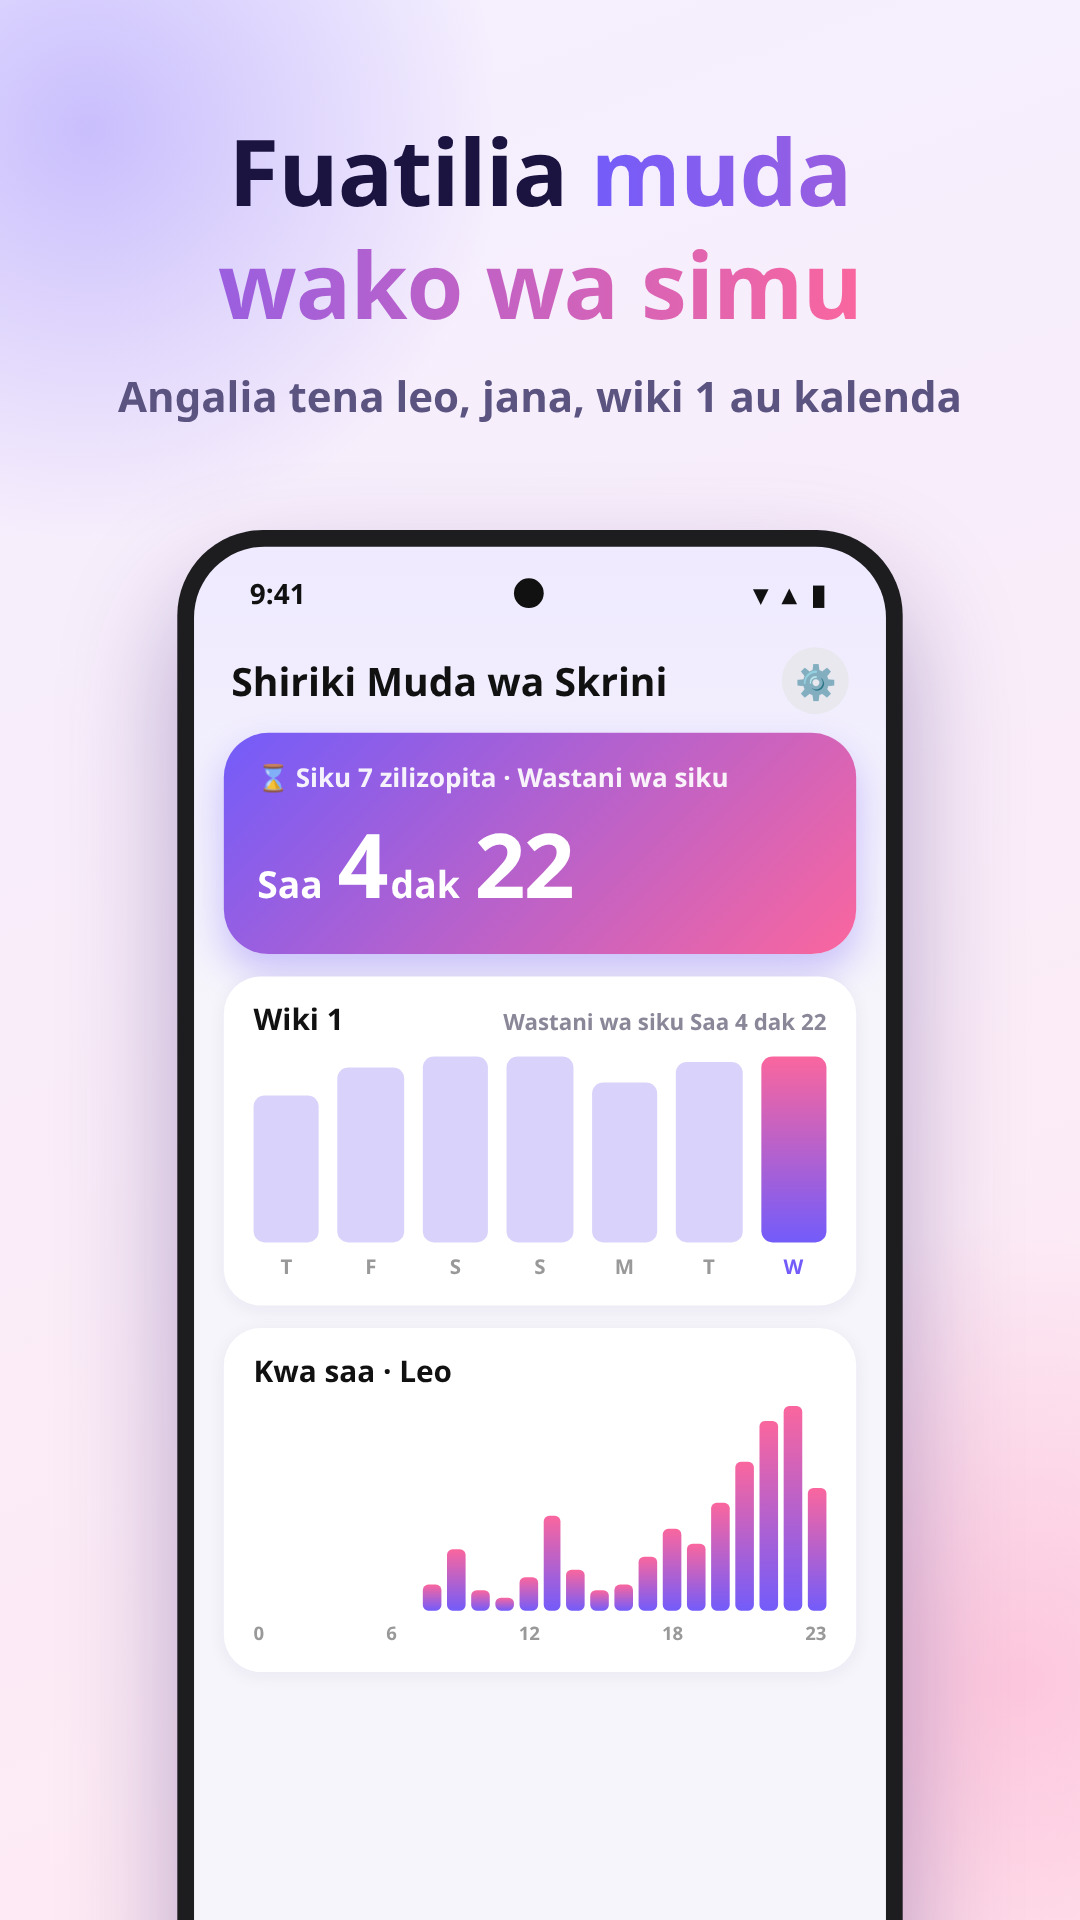 Fuatilia muda
wako wa simu
Angalia tena leo, jana, wiki 1 au kalenda
9:41
Shiriki Muda wa Skrini
Siku 7 zilizopita · Wastani wa siku
Saa 4 dak 22
Wiki 1
Wastani wa siku Saa 4 dak 22
T F S S M T W
Kwa saa · Leo
0 6 12 18 23